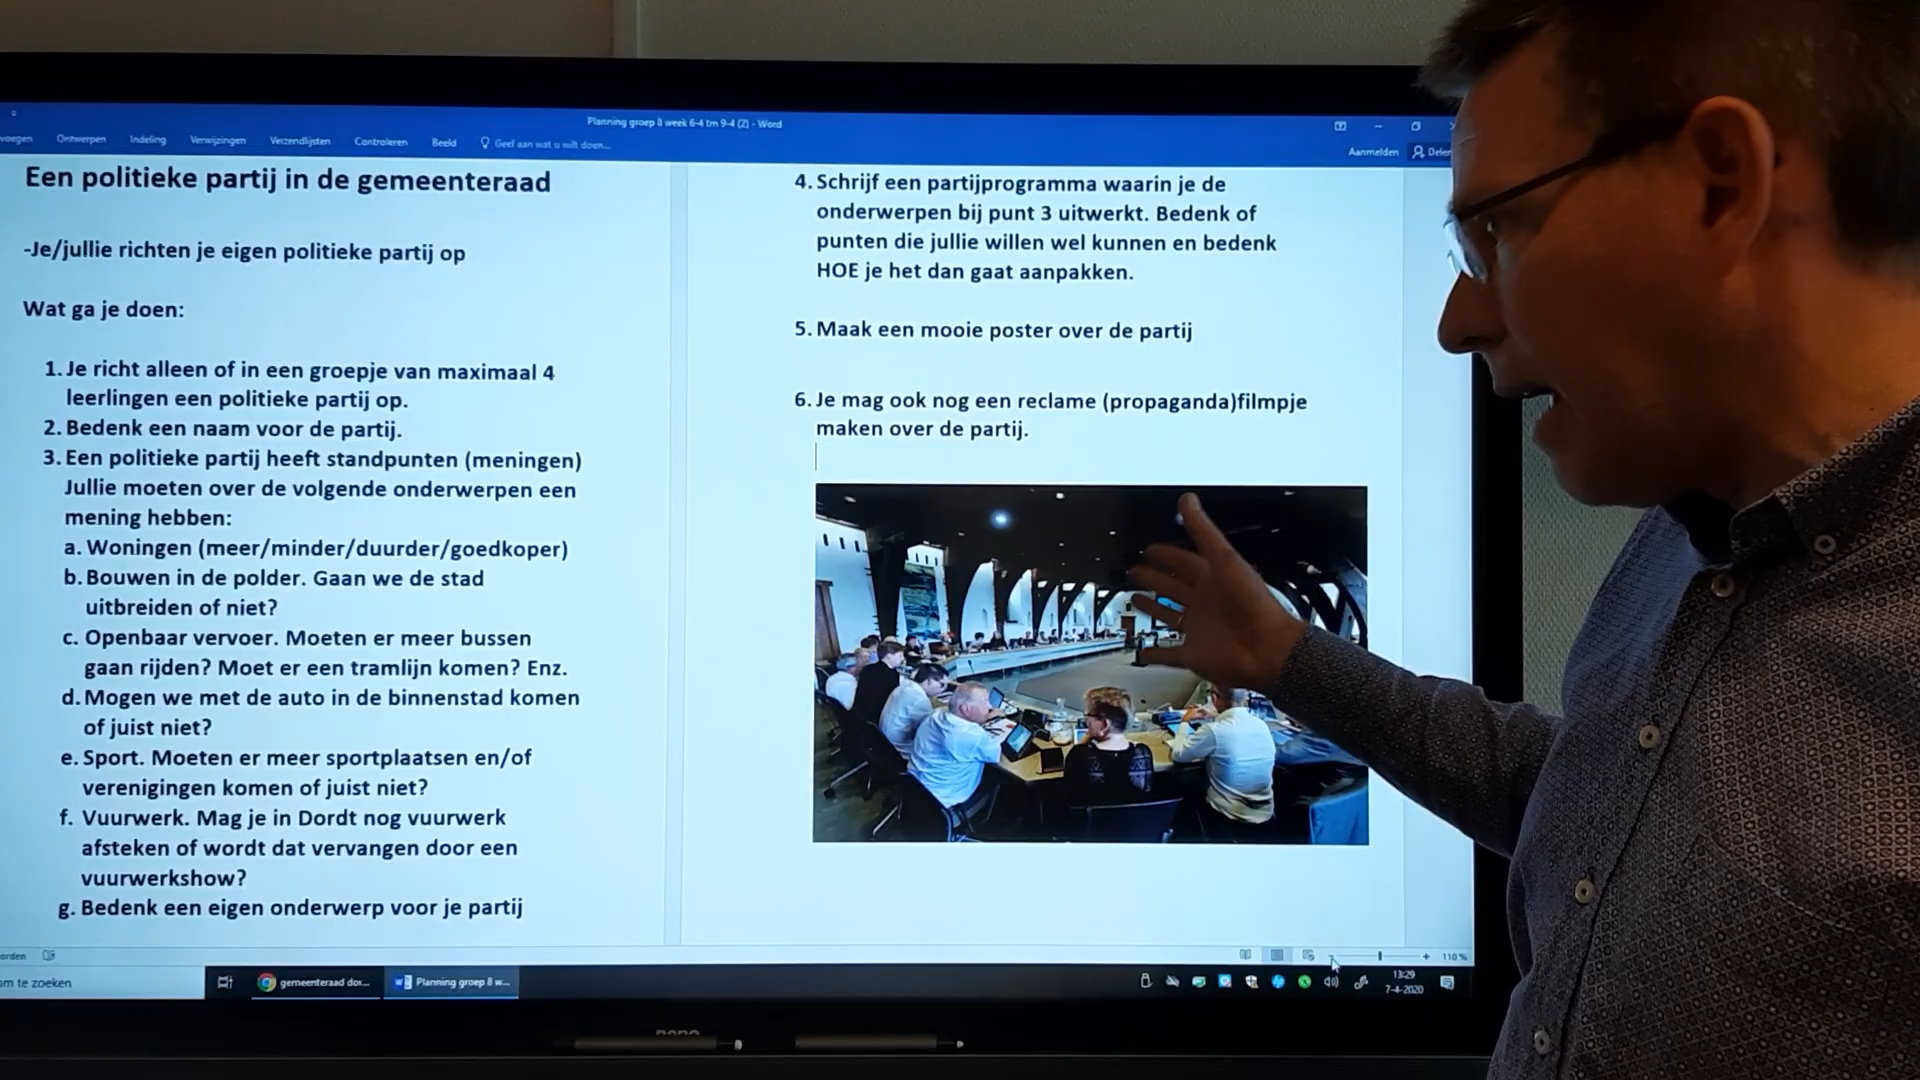 Planning groep 8 week 6-4 tm 9-4 (2) - Word
voegen Ontwerpen Indeling Verwijzingen Verzendlijsten Controleren Beeld Geef aan wat u wilt doen...
Aanmelden Delen
Een politieke partij in de gemeenteraad
-Je/jullie richten je eigen politieke partij op
Wat ga je doen:
1. Je richt alleen of in een groepje van maximaal 4
leerlingen een politieke partij op.
2. Bedenk een naam voor de partij.
3. Een politieke partij heeft standpunten (meningen)
Jullie moeten over de volgende onderwerpen een
mening hebben:
a. Woningen (meer/minder/duurder/goedkoper)
b. Bouwen in de polder. Gaan we de stad
uitbreiden of niet?
c. Openbaar vervoer. Moeten er meer bussen
gaan rijden? Moet er een tramlijn komen? Enz.
d. Mogen we met de auto in de binnenstad komen
of juist niet?
e. Sport. Moeten er meer sportplaatsen en/of
verenigingen komen of juist niet?
f. Vuurwerk. Mag je in Dordt nog vuurwerk
afsteken of wordt dat vervangen door een
vuurwerkshow?
g. Bedenk een eigen onderwerp voor je partij
4. Schrijf een partijprogramma waarin je de
onderwerpen bij punt 3 uitwerkt. Bedenk of
punten die jullie willen wel kunnen en bedenk
HOE je het dan gaat aanpakken.
5. Maak een mooie poster over de partij
6. Je mag ook nog een reclame (propaganda)filmpje
maken over de partij.
orden
110 %
om te zoeken
gemeenteraad dor...
Planning groep 8 w...
13:29
7-4-2020